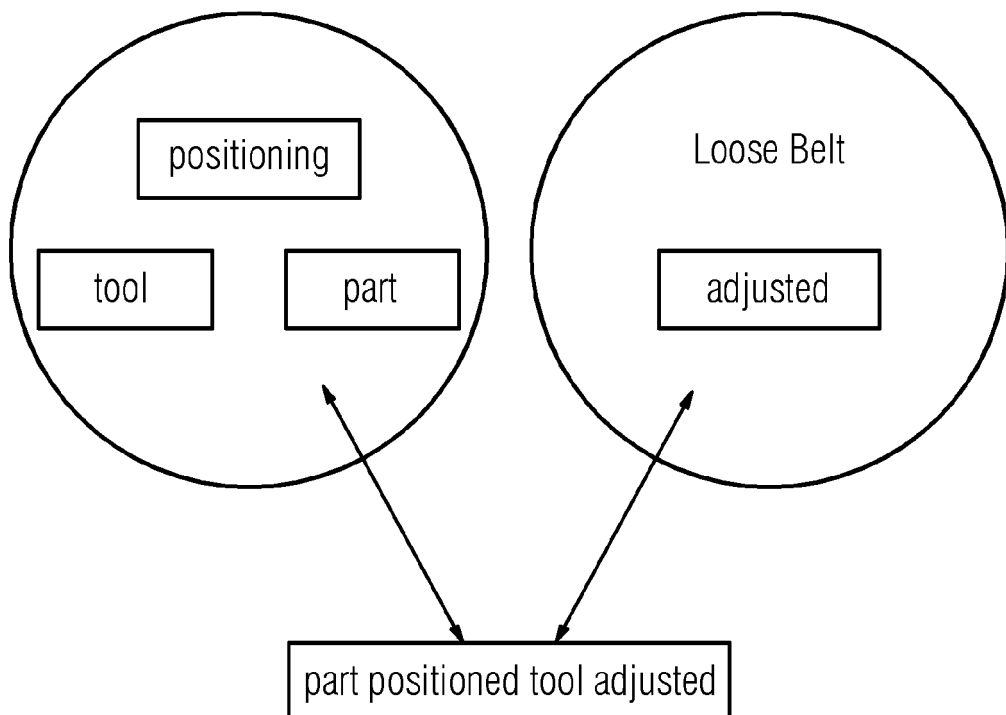 positioning
tool
part
Loose Belt
adjusted
part positioned tool adjusted